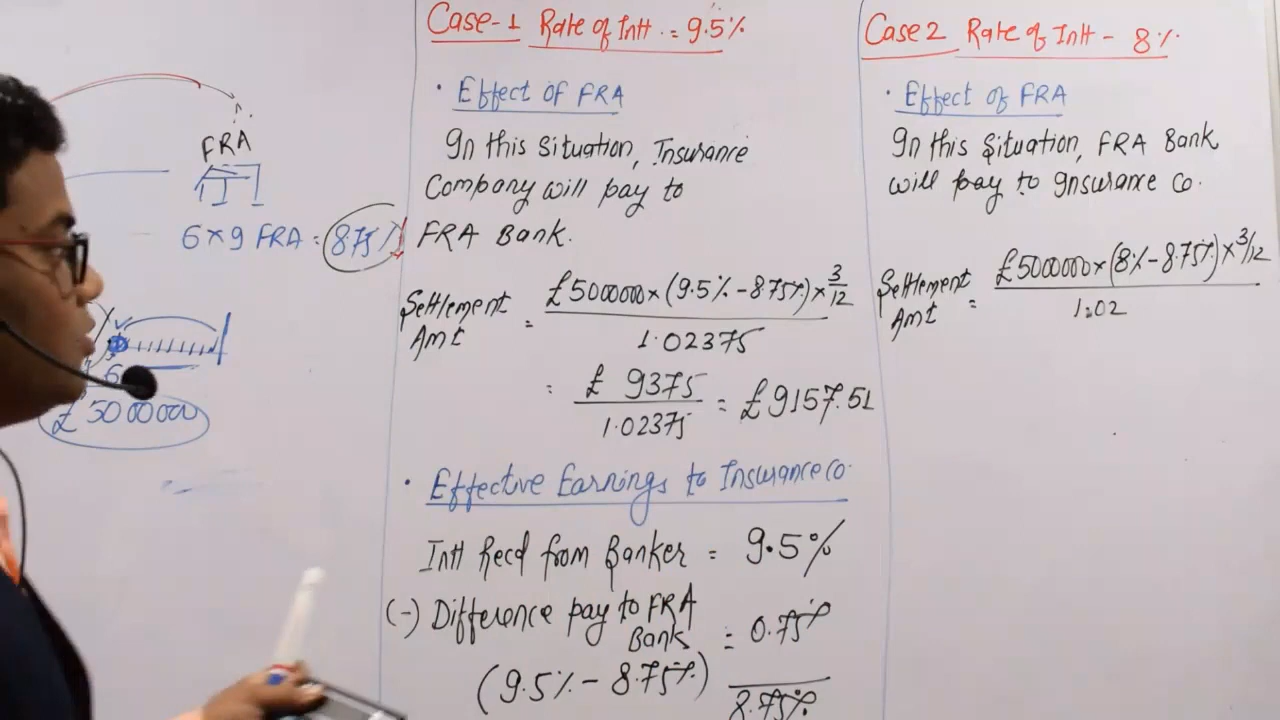 FRA
6×9 FRA = 8.75%
6
£5000000
Case-1 Rate of Intt. = 9.5%
• Effect of FRA
In this situation, Insurance
Company will pay to
FRA Bank.
Settlement Amt = £5000000×(9.5%-8.75%)×3/12
1.02375
= £ 9375
1.02375
= £9157.51
• Effective Earnings to Insurance Co.
Intt Recd from Banker = 9.5%
(-) Difference pay to FRA
Bank = 0.75%
(9.5%-8.75%)
8.75%
Case 2 Rate of Intt - 8%
• Effect of FRA
In this Situation, FRA Bank
will pay to Insurance Co.
Settlement Amt = £5000000×(8%-8.75%)×3/12
1.02